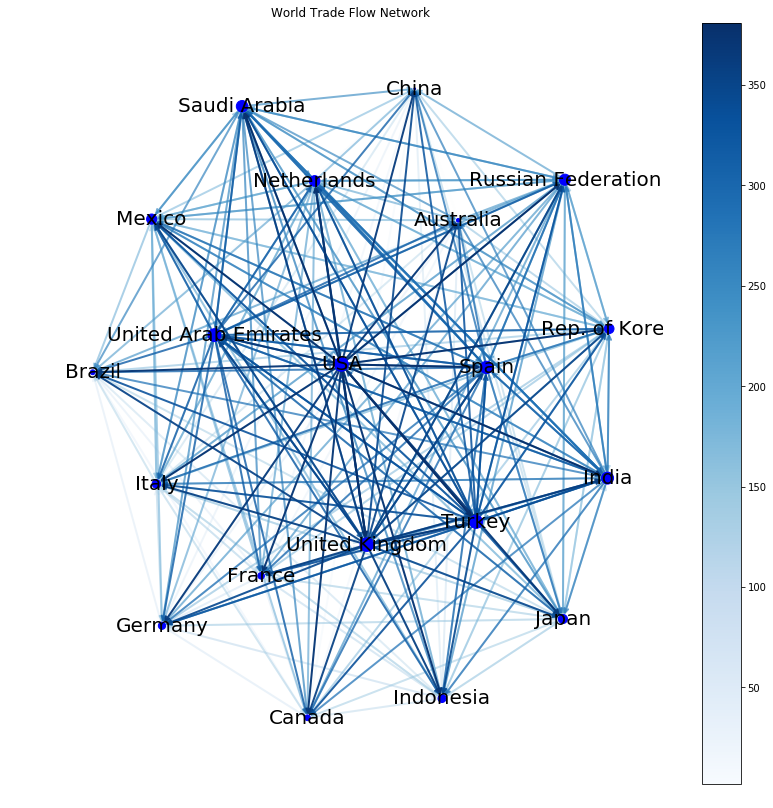 World Trade Flow Network
China
Saudi Arabia
Netherlands
Russian Federation
Mexico
Australia
United Arab Emirates
Rep. of Kore
Brazil
USA
Spain
Italy
India
Turkey
United Kingdom
France
Germany
Japan
Indonesia
Canada
350
300
250
200
150
100
50